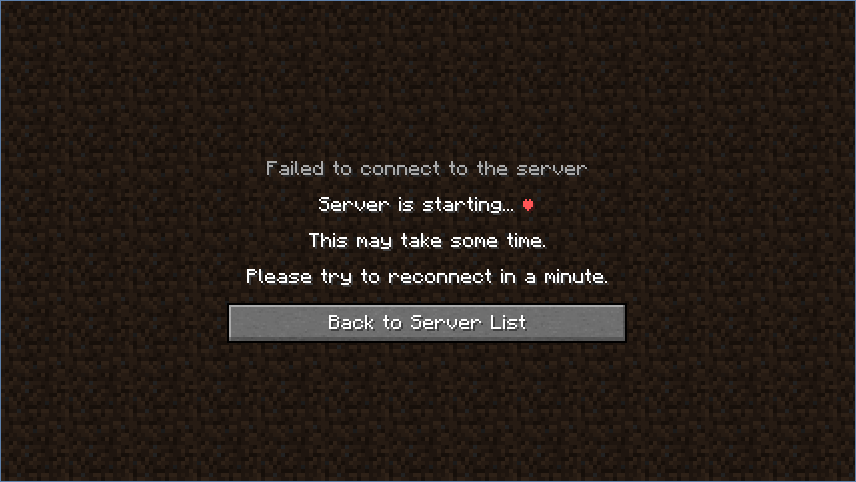 Failed to connect to the server
Server is starting... ♥
This may take some time.
Please try to reconnect in a minute.
Back to Server List